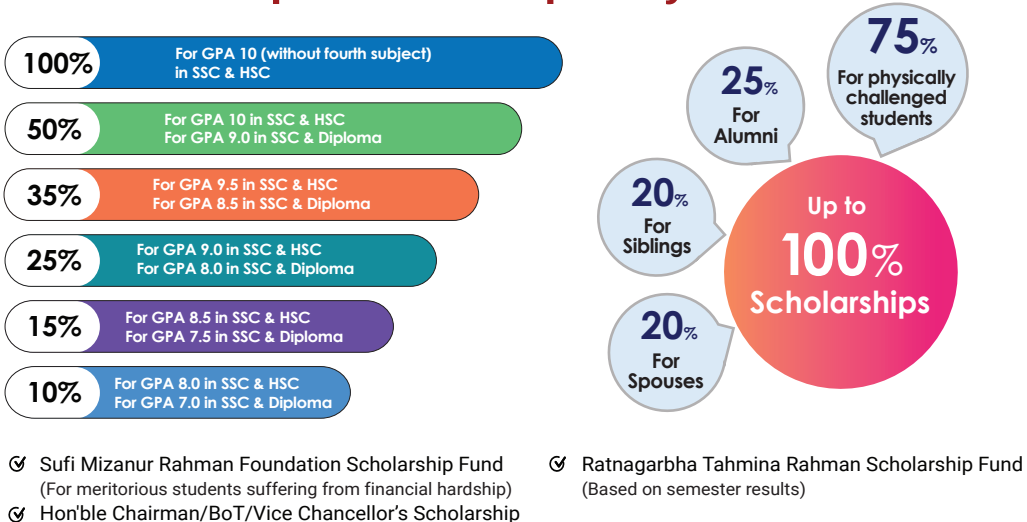 100%
For GPA 10 (without fourth subject)
in SSC & HSC
50%
For GPA 10 in SSC & HSC
For GPA 9.0 in SSC & Diploma
35%
For GPA 9.5 in SSC & HSC
For GPA 8.5 in SSC & Diploma
25%
For GPA 9.0 in SSC & HSC
For GPA 8.0 in SSC & Diploma
15%
For GPA 8.5 in SSC & HSC
For GPA 7.5 in SSC & Diploma
10%
For GPA 8.0 in SSC & HSC
For GPA 7.0 in SSC & Diploma
75%
For physically
challenged
students
25%
For
Alumni
20%
For
Siblings
20%
For
Spouses
Up to
100%
Scholarships
Sufi Mizanur Rahman Foundation Scholarship Fund
(For meritorious students suffering from financial hardship)
Hon'ble Chairman/BoT/Vice Chancellor's Scholarship
Ratnagarbha Tahmina Rahman Scholarship Fund
(Based on semester results)